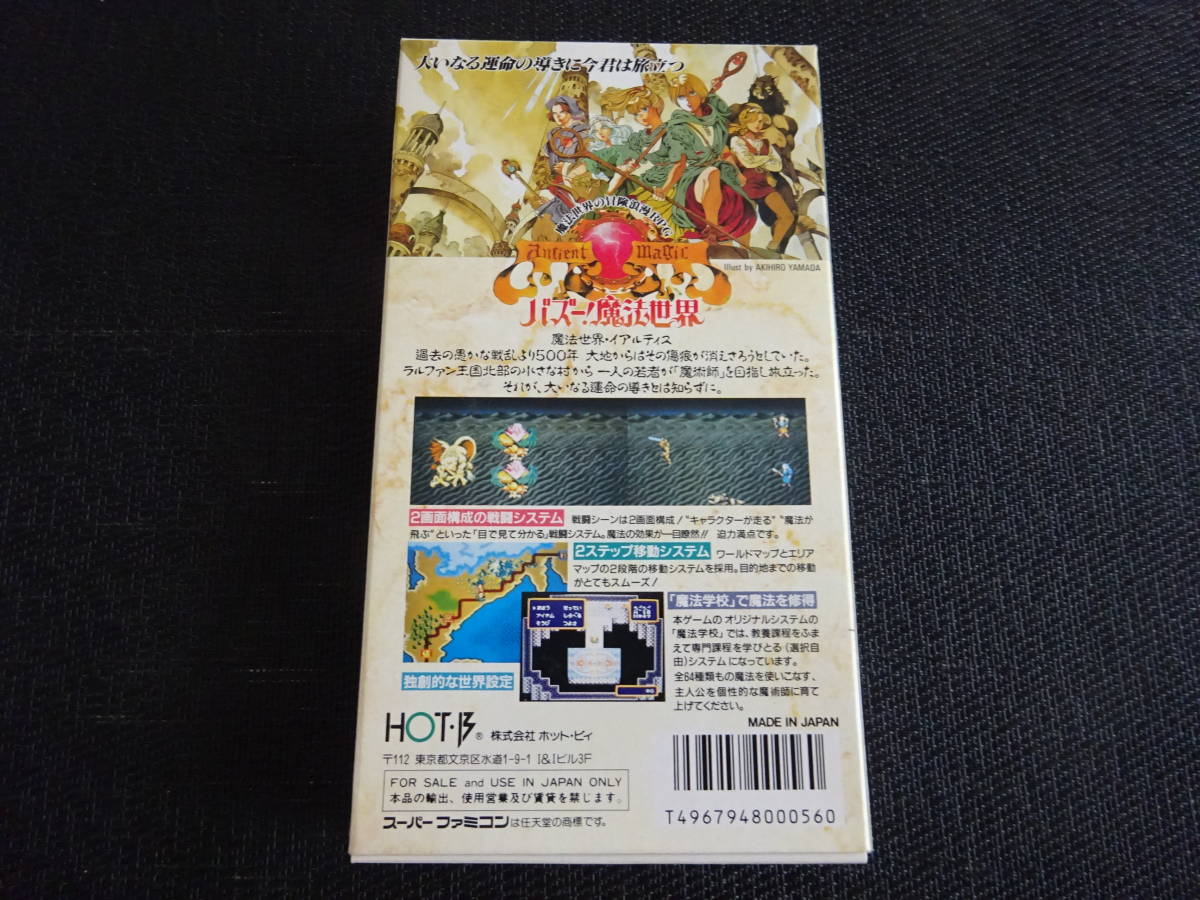 大いなる運命の導きに今君は旅立つ
魔法世界の冒険浪漫RPG
Ancient Magic
Illust by AKIHIRO YAMADA
バズー!魔法世界
魔法世界・イアルティス
過去の愚かな戦乱より500年 大地からはその傷痕が消えさろうとしていた。
ラルファン王国北部の小さな村から 一人の若者が「魔術師」を目指し旅立った。
それが、大いなる運命の導きとは知らずに。
2画面構成の戦闘システム
戦闘シーンは2画面構成!"キャラクターが走る" "魔法が
飛ぶ"といった「目で見て分かる」戦闘システム。魔法の効果が一目瞭然!! 迫力満点です。
2ステップ移動システム
ワールドマップとエリア
マップの2段階の移動システムを採用。目的地までの移動
がとてもスムーズ!
「魔法学校」で魔法を修得
本ゲームのオリジナルシステムの
「魔法学校」では、教養課程をふま
えて専門課程を学びとる(選択自
由)システムになっています。
全64種類もの魔法を使いこなす、
主人公を個性的な魔術師に育て
上げてください。
アイテム
そうび つよさ
独創的な世界設定
HOT・B® 株式会社 ホット・ビィ
MADE IN JAPAN
〒112 東京都文京区水道1-9-1 I&Iビル3F
FOR SALE and USE IN JAPAN ONLY
本品の輸出、使用営業及び賃貸を禁じます。
スーパーファミコンは任天堂の商標です。
T4967948000560